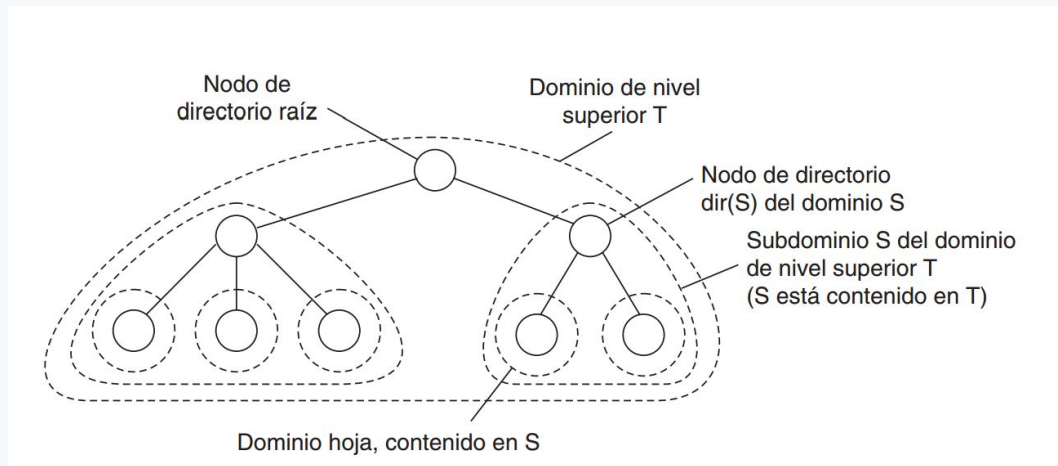 Nodo de
directorio raíz
Dominio de nivel
superior T
Nodo de directorio
dir(S) del dominio S
Subdominio S del dominio
de nivel superior T
(S está contenido en T)
Dominio hoja, contenido en S